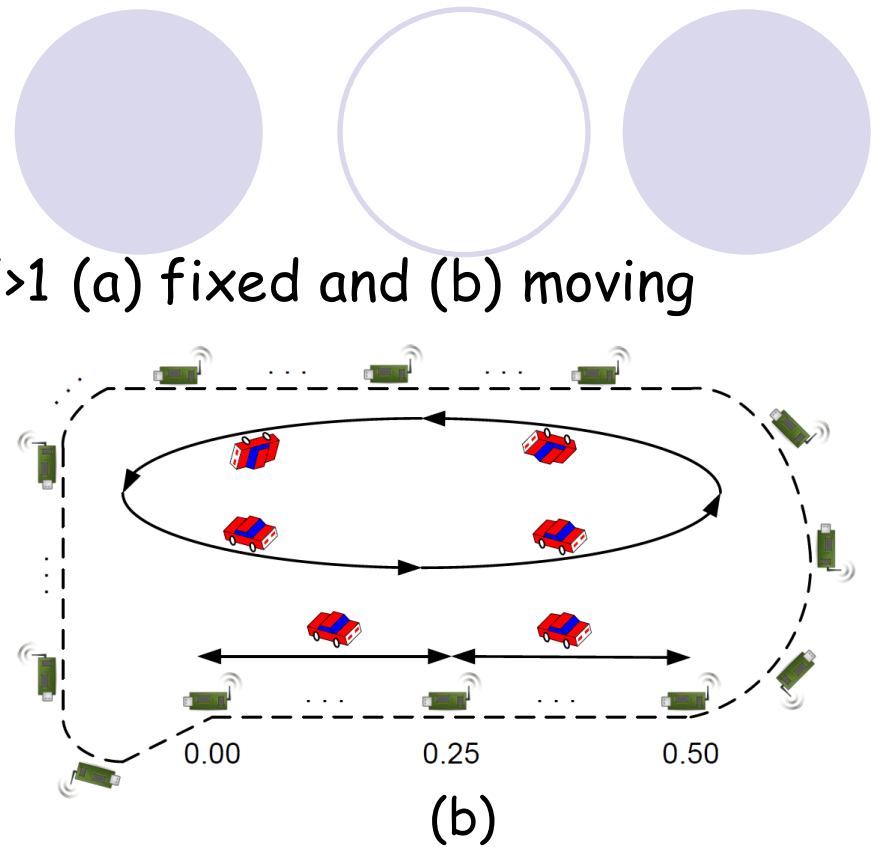 >1 (a) fixed and (b) moving
. . . . . .
0.00 0.25 0.50
(b)